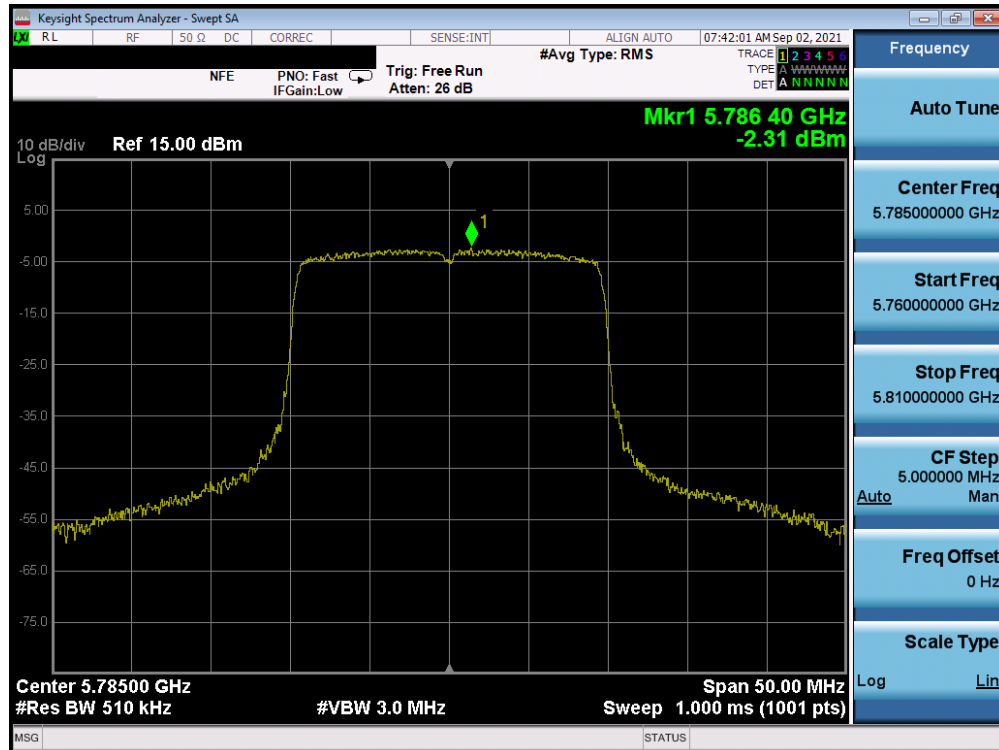 Keysight Spectrum Analyzer - Swept SA
LXI RL RF 50 Ω DC CORREC SENSE:INT ALIGN AUTO 07:42:01 AM Sep 02, 2021
Frequency
NFE PNO: Fast Trig: Free Run #Avg Type: RMS TRACE 1 2 3 4 5 6
IFGain:Low Atten: 26 dB TYPE A WWWWW
DET A N N N N N
Mkr1 5.786 40 GHz
-2.31 dBm
10 dB/div Ref 15.00 dBm
Log
5.00
1
-5.00
-15.0
-25.0
-35.0
-45.0
-55.0
-65.0
-75.0
Center 5.78500 GHz Span 50.00 MHz
#Res BW 510 kHz #VBW 3.0 MHz Sweep 1.000 ms (1001 pts)
MSG STATUS
Auto Tune
Center Freq
5.785000000 GHz
Start Freq
5.760000000 GHz
Stop Freq
5.810000000 GHz
CF Step
5.000000 MHz
Auto Man
Freq Offset
0 Hz
Scale Type
Log Lin